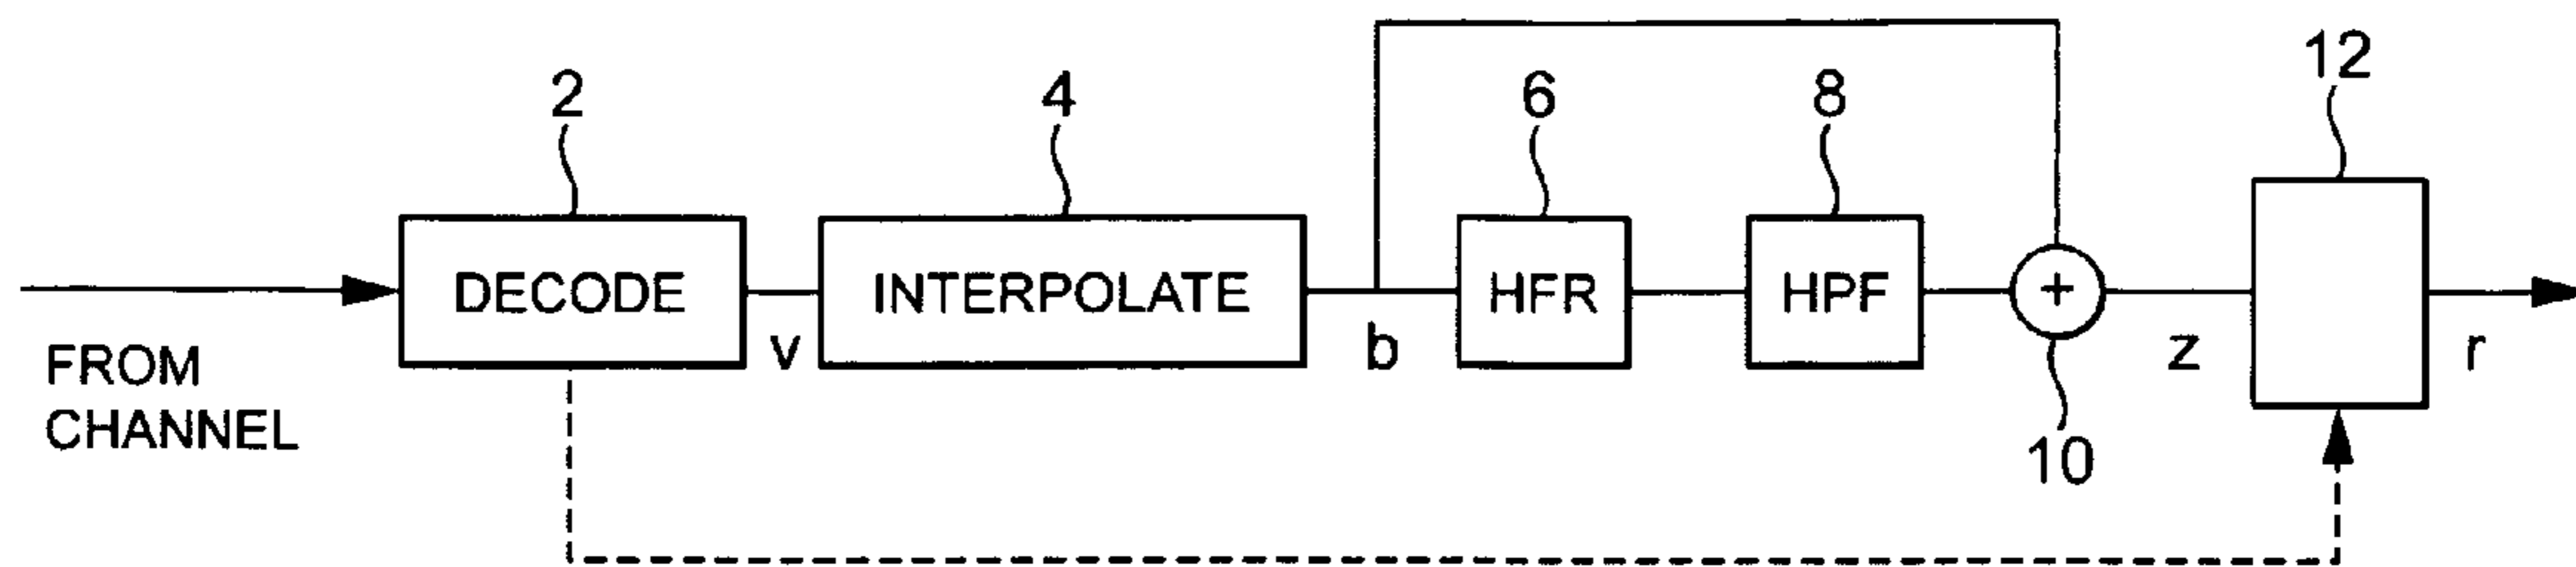 2
4
6
8
12
DECODE
INTERPOLATE
HFR
HPF
+
FROM
CHANNEL
v
b
z
r
10